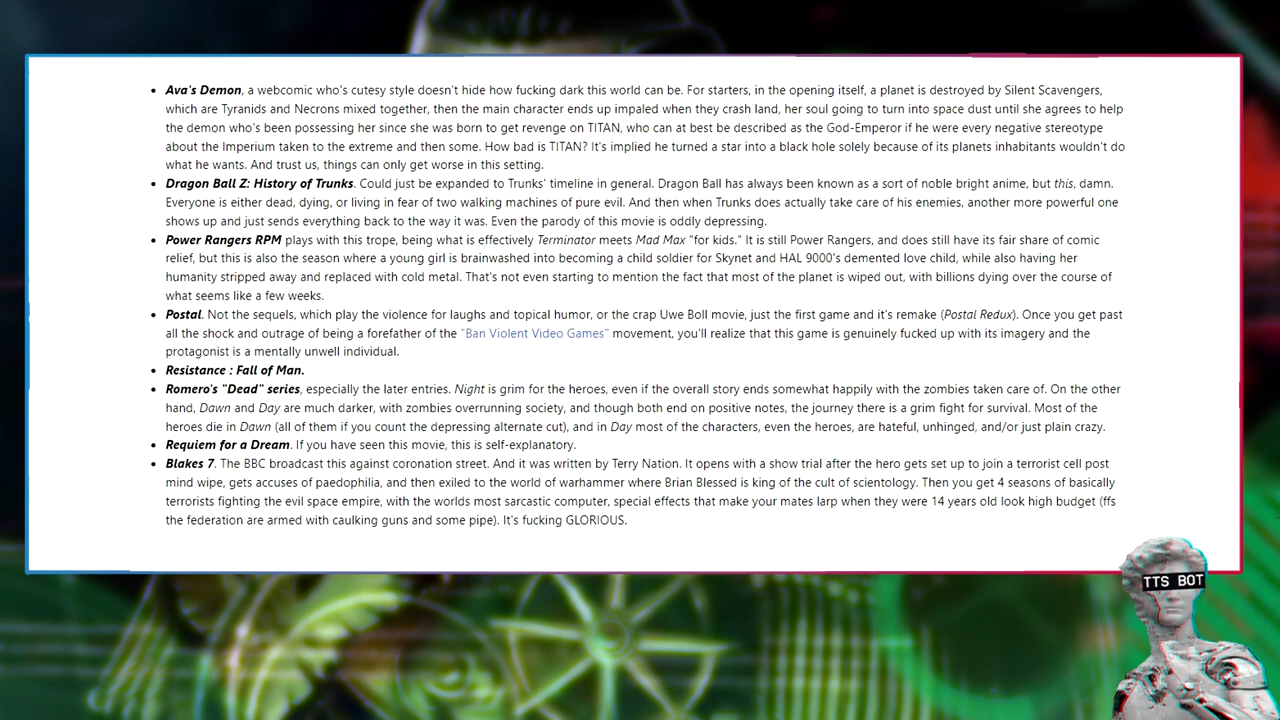 Ava's Demon, a webcomic who's cutesy style doesn't hide how fucking dark this world can be. For starters, in the opening itself, a planet is destroyed by Silent Scavengers,
which are Tyranids and Necrons mixed together, then the main character ends up impaled when they crash land, her soul going to turn into space dust until she agrees to help
the demon who's been possessing her since she was born to get revenge on TITAN, who can at best be described as the God-Emperor if he were every negative stereotype
about the Imperium taken to the extreme and then some. How bad is TITAN? It's implied he turned a star into a black hole solely because of its planets inhabitants wouldn't do
what he wants. And trust us, things can only get worse in this setting.
Dragon Ball Z: History of Trunks. Could just be expanded to Trunks' timeline in general. Dragon Ball has always been known as a sort of noble bright anime, but this, damn.
Everyone is either dead, dying, or living in fear of two walking machines of pure evil. And then when Trunks does actually take care of his enemies, another more powerful one
shows up and just sends everything back to the way it was. Even the parody of this movie is oddly depressing.
Power Rangers RPM plays with this trope, being what is effectively Terminator meets Mad Max "for kids." It is still Power Rangers, and does still have its fair share of comic
relief, but this is also the season where a young girl is brainwashed into becoming a child soldier for Skynet and HAL 9000's demented love child, while also having her
humanity stripped away and replaced with cold metal. That's not even starting to mention the fact that most of the planet is wiped out, with billions dying over the course of
what seems like a few weeks.
Postal. Not the sequels, which play the violence for laughs and topical humor, or the crap Uwe Boll movie, just the first game and it's remake (Postal Redux). Once you get past
all the shock and outrage of being a forefather of the "Ban Violent Video Games" movement, you'll realize that this game is genuinely fucked up with its imagery and the
protagonist is a mentally unwell individual.
Resistance : Fall of Man.
Romero's "Dead" series, especially the later entries. Night is grim for the heroes, even if the overall story ends somewhat happily with the zombies taken care of. On the other
hand, Dawn and Day are much darker, with zombies overrunning society, and though both end on positive notes, the journey there is a grim fight for survival. Most of the
heroes die in Dawn (all of them if you count the depressing alternate cut), and in Day most of the characters, even the heroes, are hateful, unhinged, and/or just plain crazy.
Requiem for a Dream. If you have seen this movie, this is self-explanatory.
Blakes 7. The BBC broadcast this against coronation street. And it was written by Terry Nation. It opens with a show trial after the hero gets set up to join a terrorist cell post
mind wipe, gets accuses of paedophilia, and then exiled to the world of warhammer where Brian Blessed is king of the cult of scientology. Then you get 4 seasons of basically
terrorists fighting the evil space empire, with the worlds most sarcastic computer, special effects that make your mates larp when they were 14 years old look high budget (ffs
the federation are armed with caulking guns and some pipe). It's fucking GLORIOUS.
TTS BOT